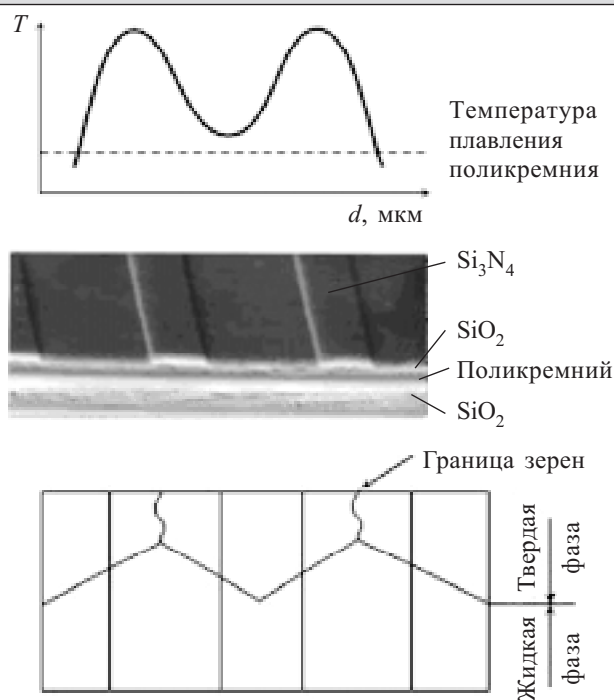 T
Температура
плавления
поликремния
d, мкм
Si₃N₄
SiO₂
Поликремний
SiO₂
Граница зерен
Твердая
фаза
Жидкая
фаза